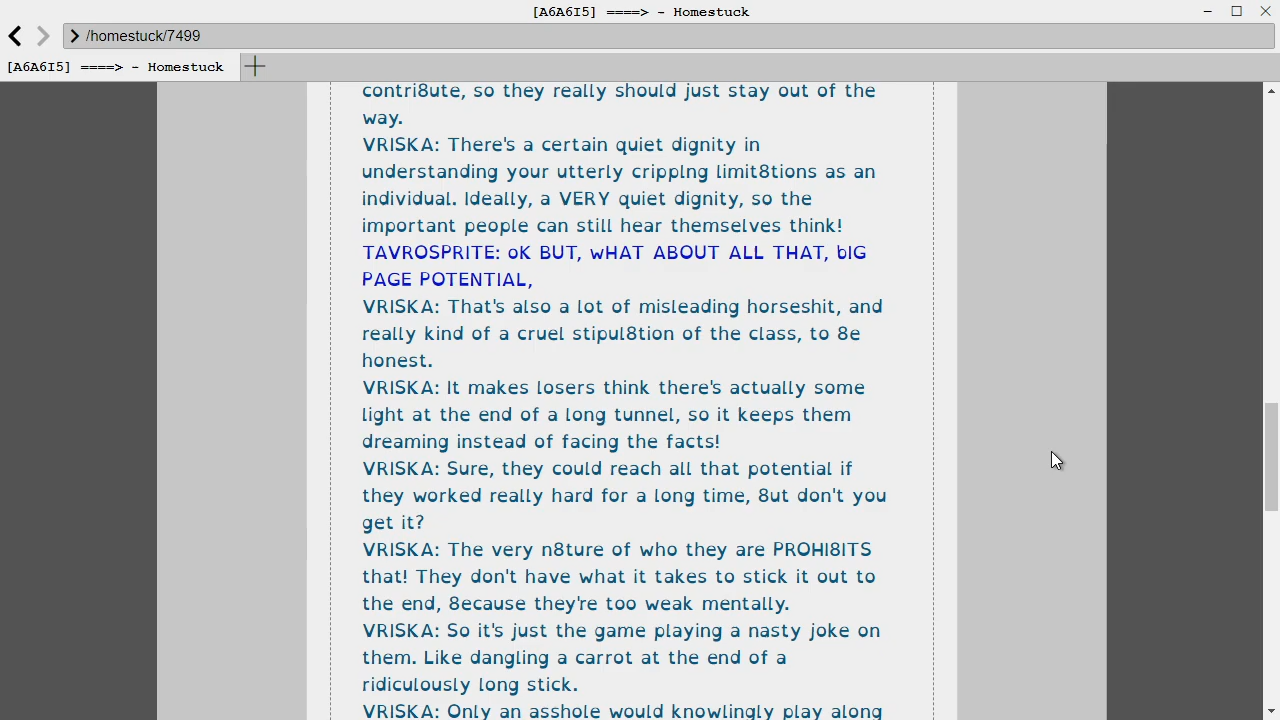 [A6A6I5] ====> - Homestuck
/homestuck/7499
[A6A6I5] ====> - Homestuck
contri8ute, so they really should just stay out of the
way.
VRISKA: There's a certain quiet dignity in
understanding your utterly crippIng limit8tions as an
individual. Ideally, a VERY quiet dignity, so the
important people can still hear themselves think!
TAVROSPRITE: oK BUT, wHAT ABOUT ALL THAT, bIG
PAGE POTENTIAL,
VRISKA: That's also a lot of misleading horseshit, and
really kind of a cruel stipul8tion of the class, to 8e
honest.
VRISKA: It makes losers think there's actually some
light at the end of a long tunnel, so it keeps them
dreaming instead of facing the facts!
VRISKA: Sure, they could reach all that potential if
they worked really hard for a long time, 8ut don't you
get it?
VRISKA: The very n8ture of who they are PROHI8ITS
that! They don't have what it takes to stick it out to
the end, 8ecause they're too weak mentally.
VRISKA: So it's just the game playing a nasty joke on
them. Like dangling a carrot at the end of a
ridiculously long stick.
VRISKA: Only an asshole would knowingly play along